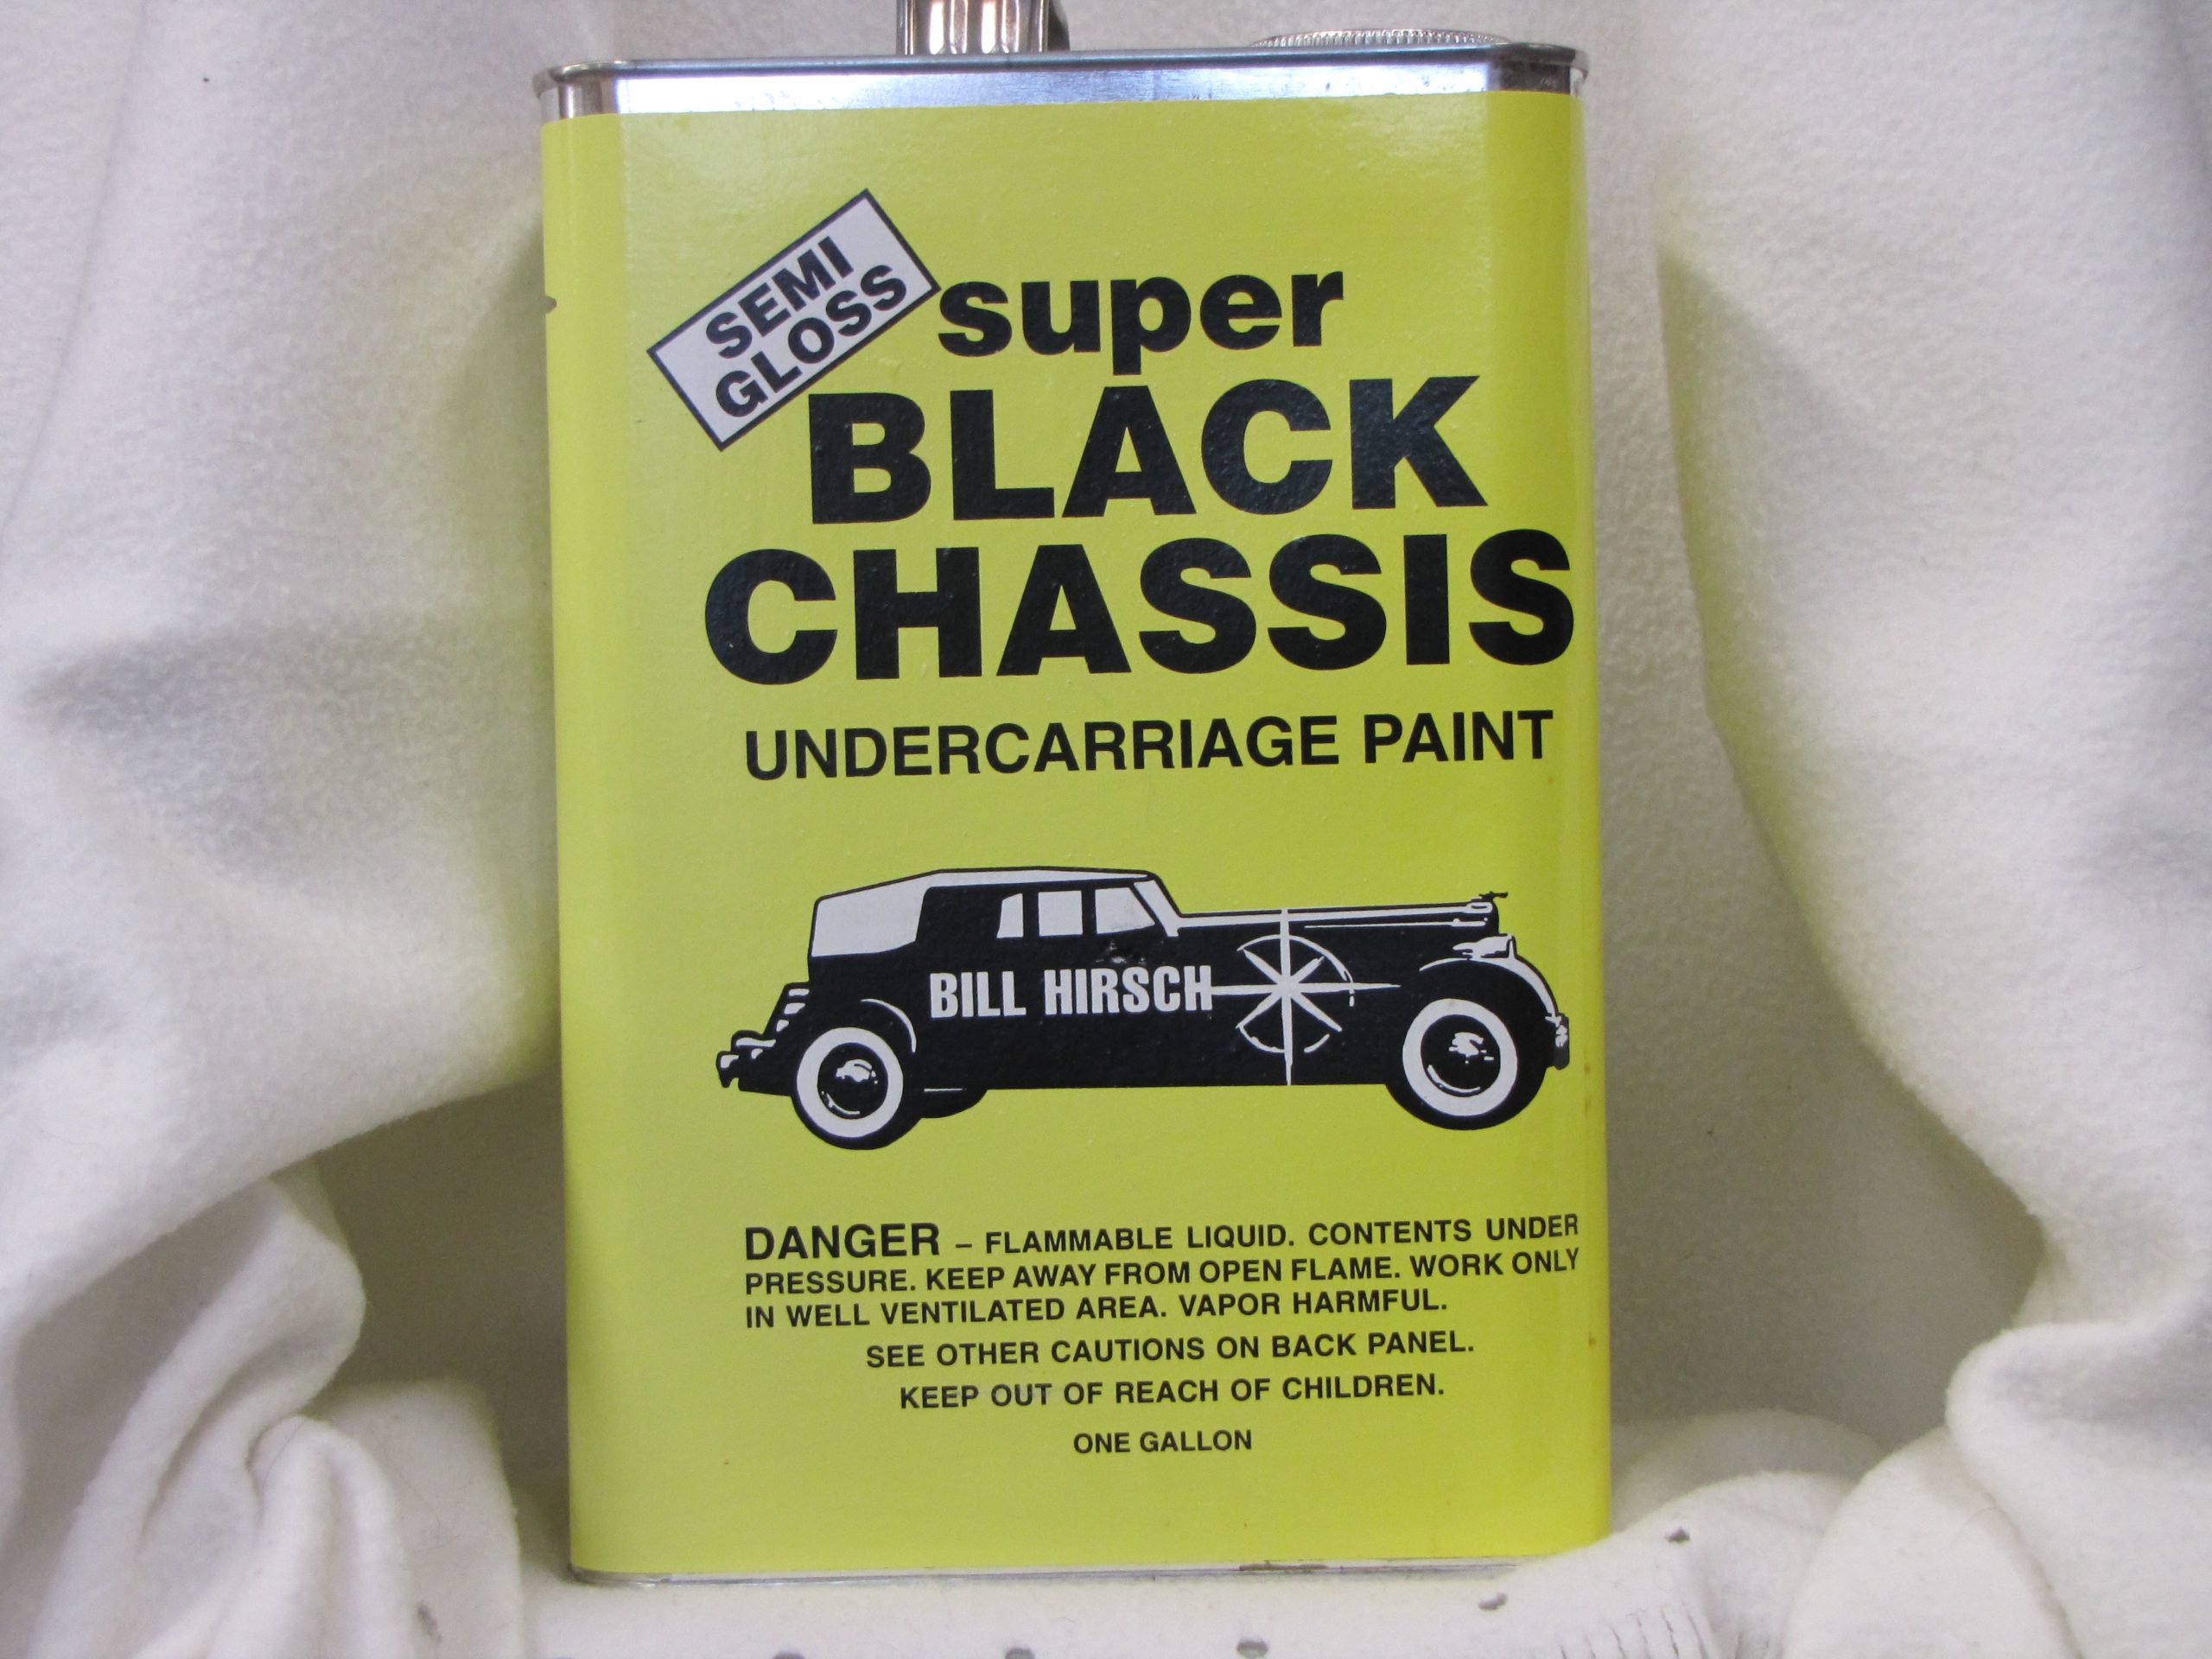 SEMI
GLOSS
super
BLACK
CHASSIS
UNDERCARRIAGE PAINT
BILL HIRSCH
DANGER – FLAMMABLE LIQUID. CONTENTS UNDER
PRESSURE. KEEP AWAY FROM OPEN FLAME. WORK ONLY
IN WELL VENTILATED AREA. VAPOR HARMFUL.
SEE OTHER CAUTIONS ON BACK PANEL.
KEEP OUT OF REACH OF CHILDREN.
ONE GALLON